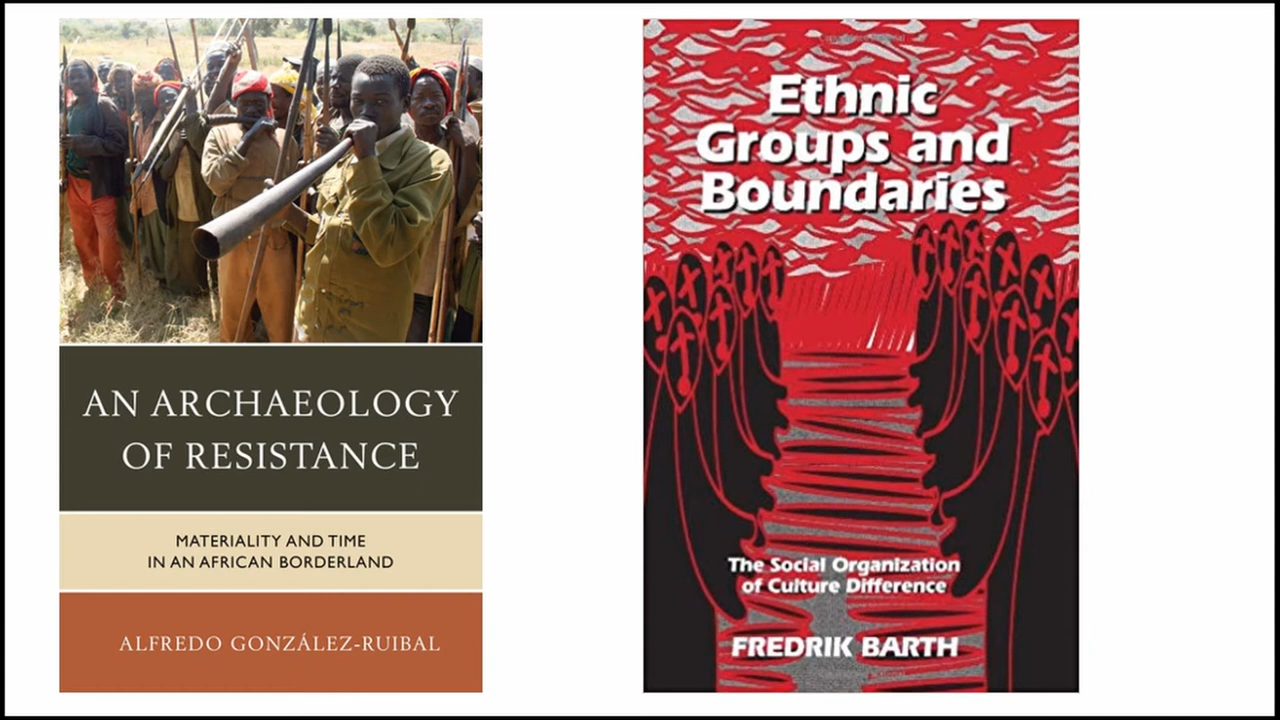 AN ARCHAEOLOGY
OF RESISTANCE
MATERIALITY AND TIME
IN AN AFRICAN BORDERLAND
ALFREDO GONZÁLEZ-RUIBAL
Ethnic
Groups and
Boundaries
The Social Organization
of Culture Difference
FREDRIK BARTH